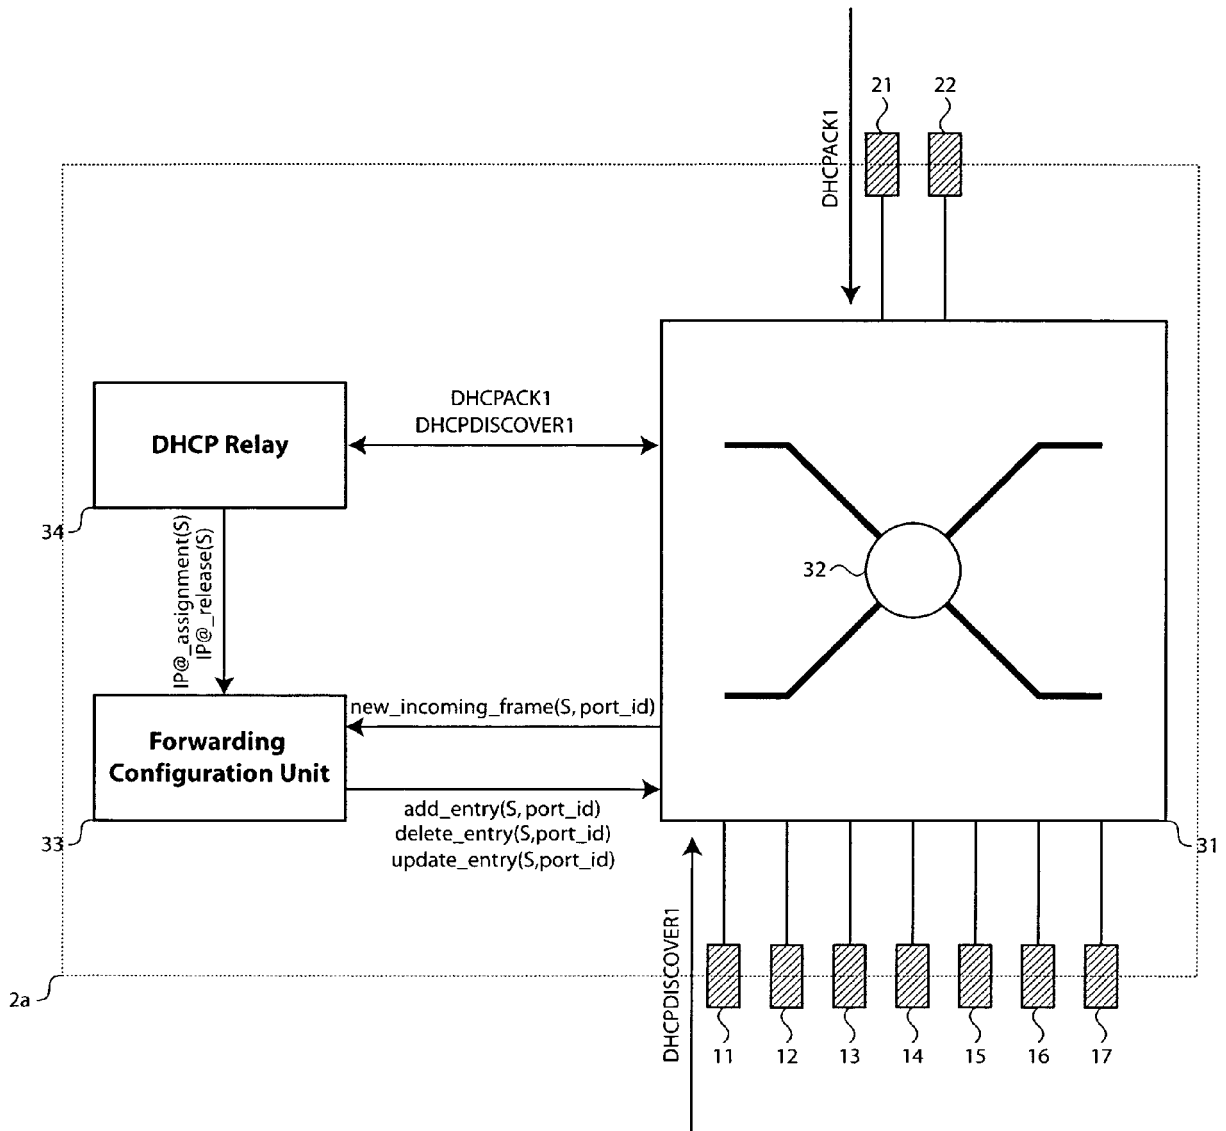 21
22
DHCPACK1
DHCPACK1
DHCPDISCOVER1
DHCP Relay
34
IP@_assignment(S)
IP@_release(S)
32
new_incoming_frame(S, port_id)
Forwarding
Configuration Unit
add_entry(S, port_id)
delete_entry(S,port_id)
update_entry(S,port_id)
33
31
DHCPDISCOVER1
2a
11
12
13
14
15
16
17